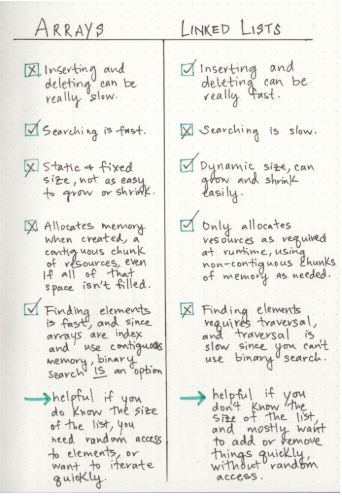 ARRAYS
Inserting and
deleting can be
really slow.
Searching is fast.
Static & fixed
size, not as easy
to grow or shrink.
Allocates memory
when created, a
contiguous chunk
of resources, even
if all of that
space isn't filled.
Finding elements
is fast, and since
arrays are index
and use contiguous
memory, binary
search IS an option
→ helpful if you
do know the size
of the list, you
need random access
to elements, or
want to iterate
quickly.
LINKED LISTS
Inserting and
deleting can be
really fast.
Searching is slow.
Dynamic size, can
grow and shrink
easily.
Only allocates
resources as required
at runtime, using
non-contiguous chunks
of memory as needed.
Finding elements
requires traversal,
and traversal is
slow since you can't
use binary search.
→ helpful if you
don't know the
size of the list,
and mostly want
to add or remove
things quickly,
without random
access.